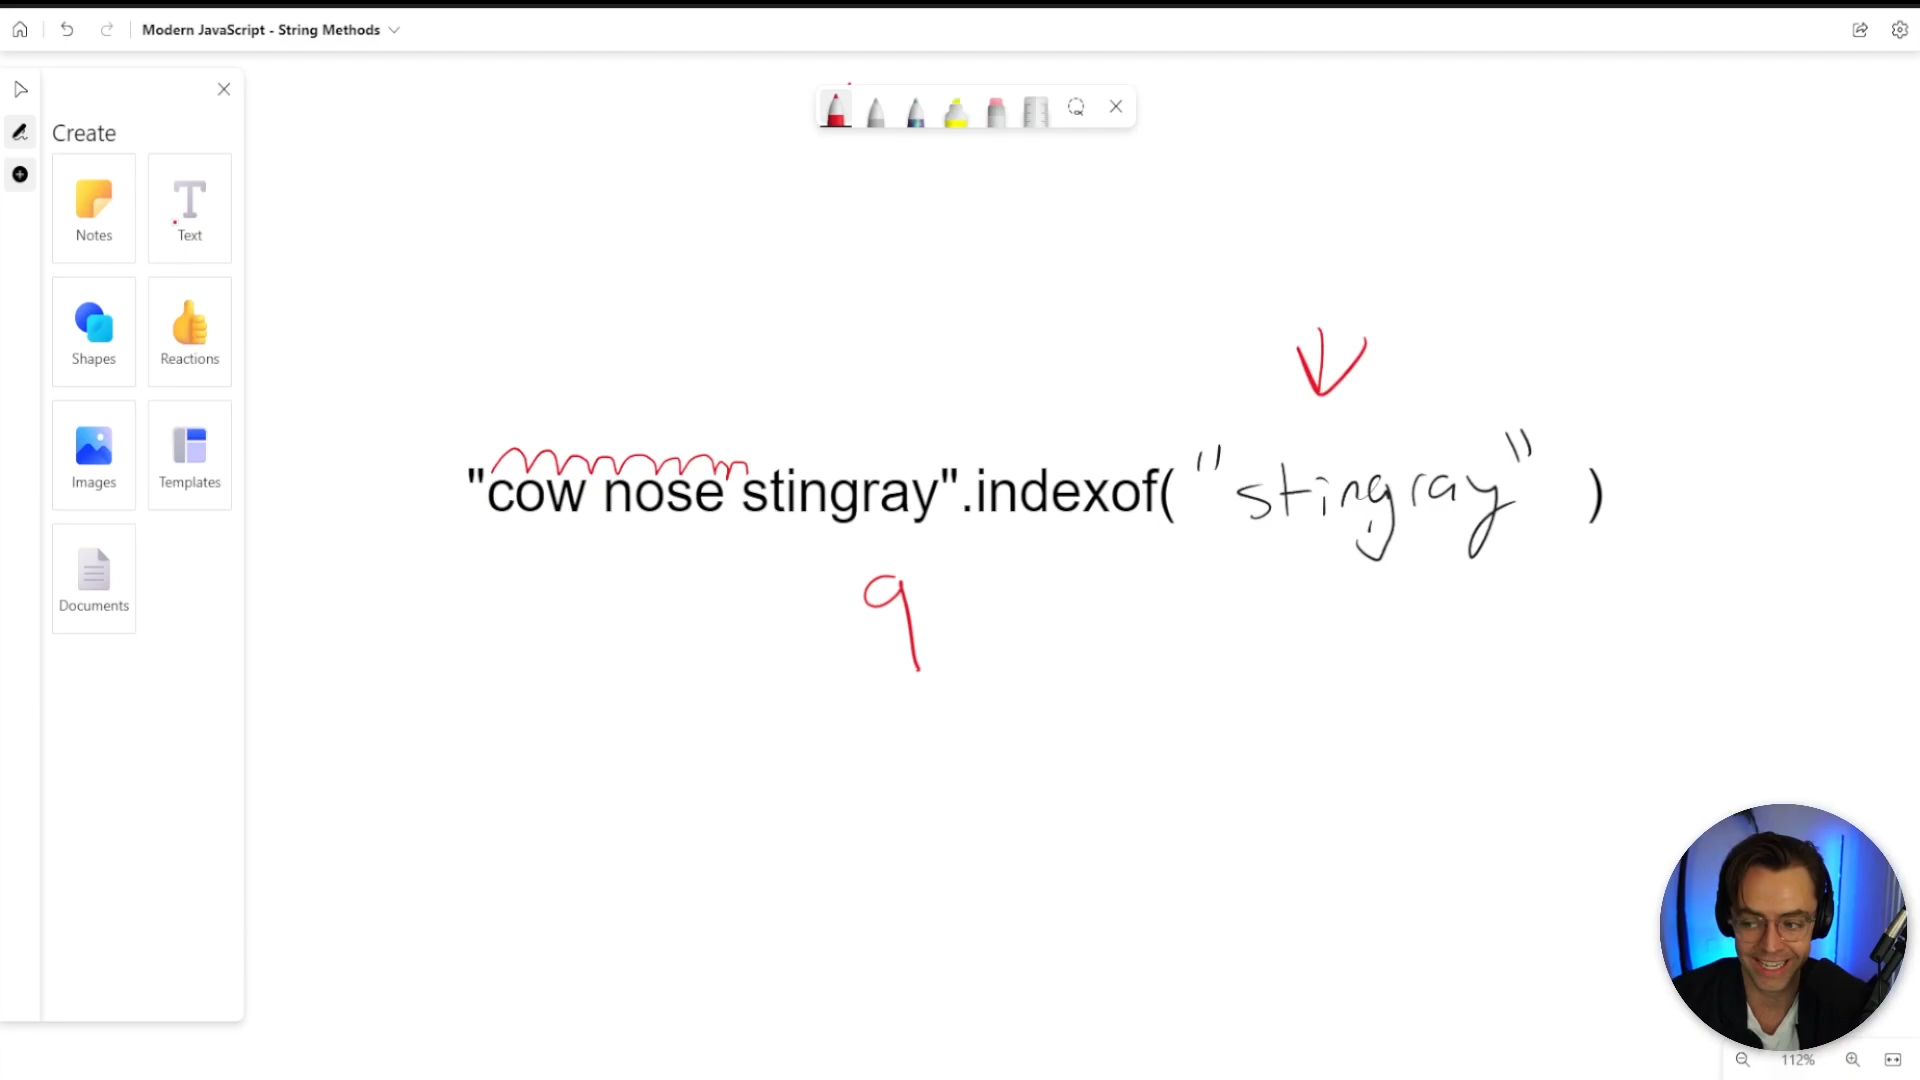 Modern JavaScript - String Methods
Create
Notes
Text
Shapes
Reactions
Images
Templates
Documents
"cow nose stingray".indexof( "stingray" )
9
112%